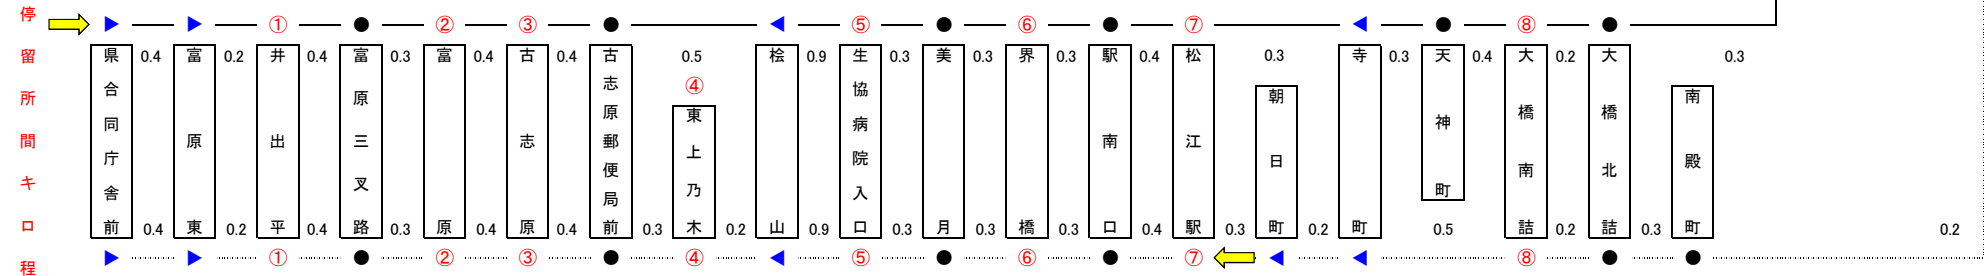 停留所間キロ程
▶ ▶ ① ● ② ③ ● ◀ ⑤ ● ⑥ ● ⑦ ◀ ● ⑧ ●
0.4 0.2 0.4 0.3 0.4 0.4 0.5 0.9 0.3 0.3 0.3 0.4 0.3 0.3 0.4 0.2 0.3
④
県合同庁舎前
富原東
井出平
富原三叉路
富原
古志原
古志原郵便局前
東上乃木
桧山
生協病院入口
美月
界橋
駅南口
松江駅
朝日町
寺町
天神町
大橋南詰
大橋北詰
南殿町
0.4 0.2 0.4 0.3 0.4 0.4 0.3 0.2 0.9 0.3 0.3 0.3 0.4 0.3 0.2 0.5 0.2 0.3 0.2
▶ ▶ ① ● ② ③ ● ④ ◀ ⑤ ● ⑥ ● ⑦ ◀ ◀ ⑧ ● ●